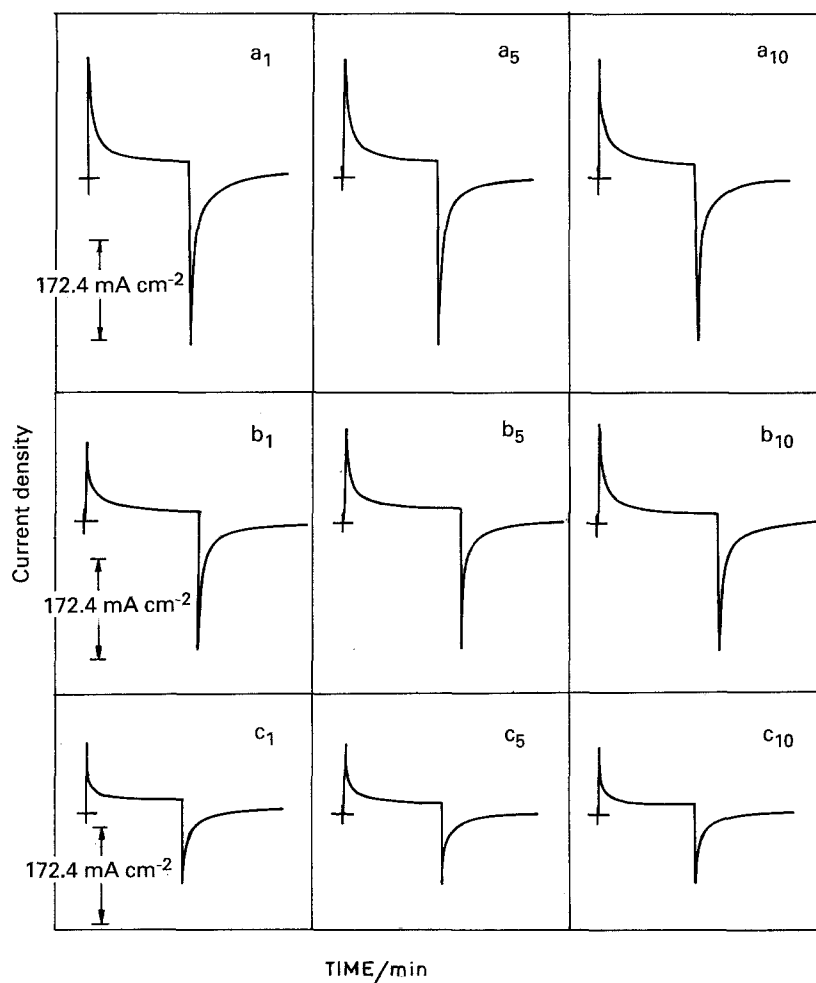 a₁
a₅
a₁₀
172.4 mA cm⁻²
b₁
b₅
b₁₀
Current density
172.4 mA cm⁻²
c₁
c₅
c₁₀
172.4 mA cm⁻²
TIME/min